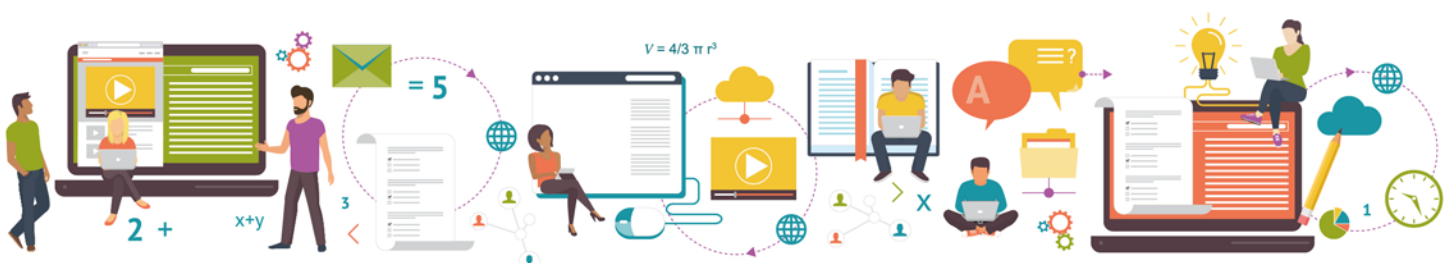 V = 4/3 π r³
= 5
?
A
3
<
>
X
2 +
x+y
1